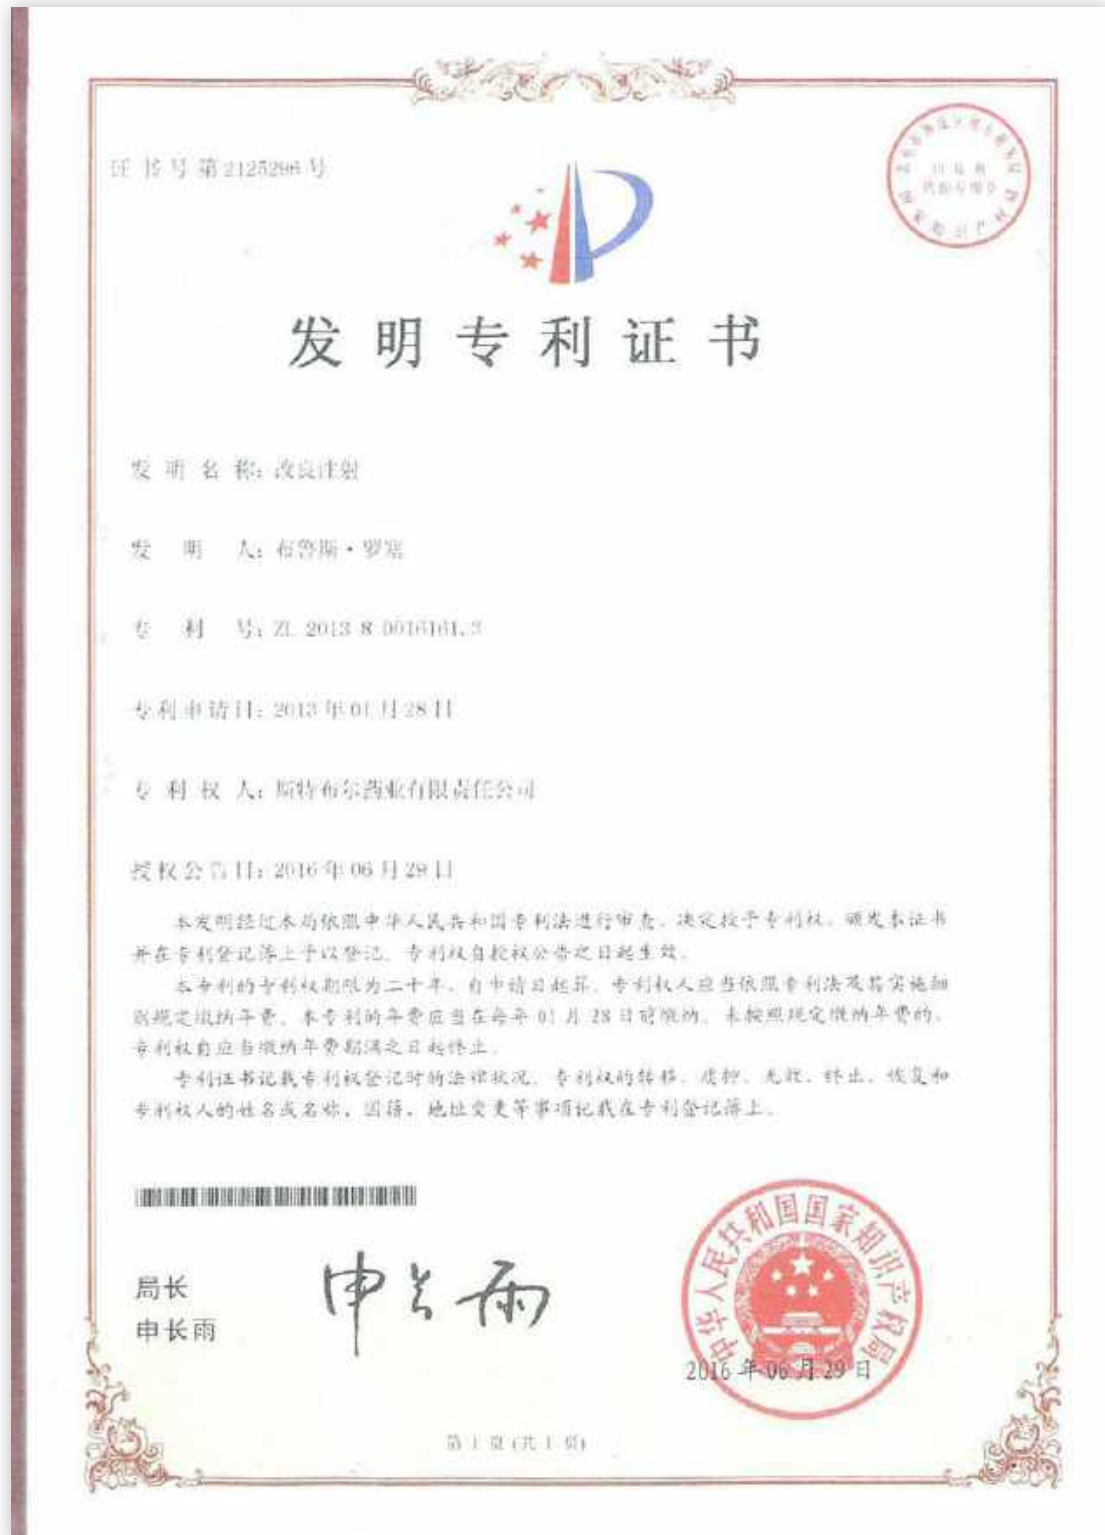 证书号第2125296号
发明专利证书
发明名称：改良注射
发明人：布鲁斯·罗塞
专利号：ZL 2013 8 0016161.3
专利申请日：2013年01月28日
专利权人：斯特布尔药业有限责任公司
授权公告日：2016年06月29日
本发明经过本局依照中华人民共和国专利法进行审查，决定授予专利权，颁发本证书
并在专利登记簿上予以登记。专利权自授权公告之日起生效。
本专利的专利权期限为二十年，自申请日起算。专利权人应当依照专利法及其实施细
则规定缴纳年费。本专利的年费应当在每年01月28日前缴纳。未按照规定缴纳年费的，
专利权自应当缴纳年费期满之日起终止。
专利证书记载专利权登记时的法律状况。专利权的转移、质押、无效、终止、恢复和
专利权人的姓名或名称、国籍、地址变更等事项记载在专利登记簿上。
局长
申长雨
申长雨
中华人民共和国国家知识产权局
2016年06月29日
第1页(共1页)